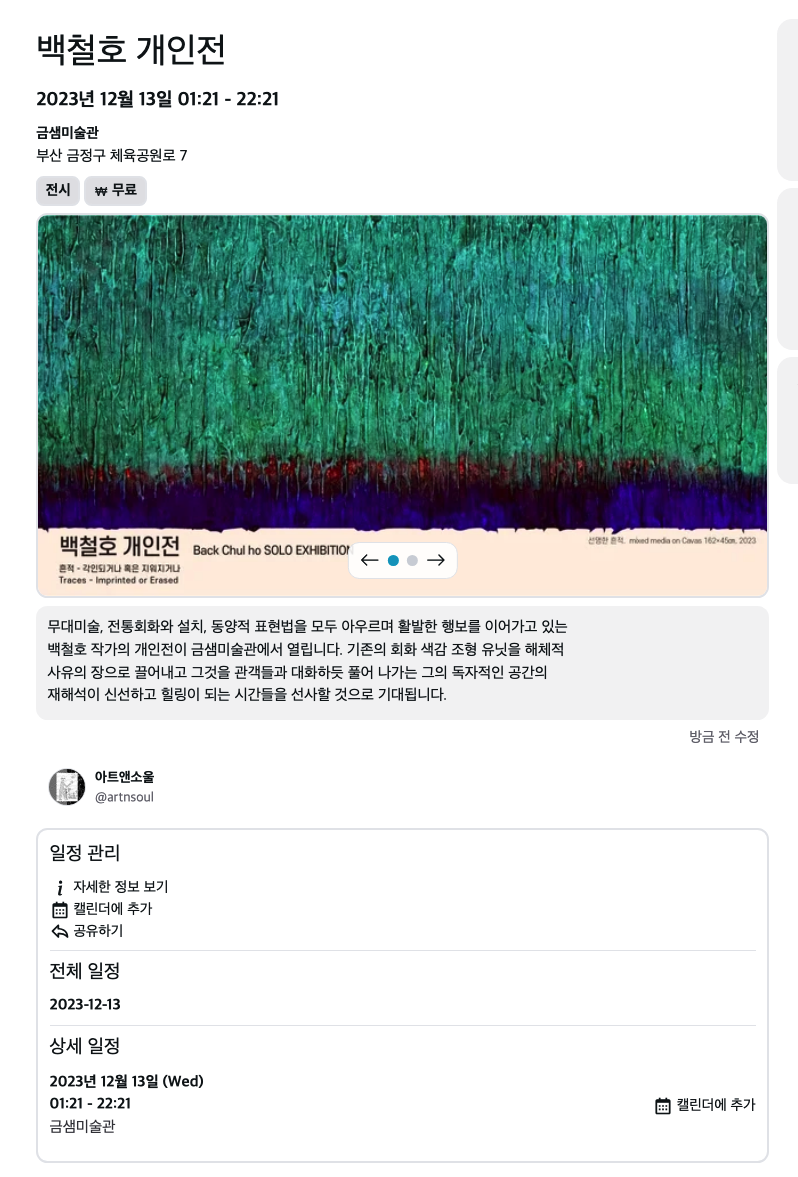 백철호 개인전
2023년 12월 13일 01:21 - 22:21
금샘미술관
부산 금정구 체육공원로 7
전시
₩ 무료
백철호 개인전
Back Chul ho SOLO EXHIBITION
흔적 - 각인되거나 혹은 지워지거나
Traces - Imprinted or Erased
선명한 흔적. mixed media on Cavas 162×45㎝, 2023
무대미술, 전통회화와 설치, 동양적 표현법을 모두 아우르며 활발한 행보를 이어가고 있는
백철호 작가의 개인전이 금샘미술관에서 열립니다. 기존의 회화 색감 조형 유닛을 해체적
사유의 장으로 끌어내고 그것을 관객들과 대화하듯 풀어 나가는 그의 독자적인 공간의
재해석이 신선하고 힐링이 되는 시간들을 선사할 것으로 기대됩니다.
방금 전 수정
아트앤소울
@artnsoul
일정 관리
자세한 정보 보기
캘린더에 추가
공유하기
전체 일정
2023-12-13
상세 일정
2023년 12월 13일 (Wed)
01:21 - 22:21
캘린더에 추가
금샘미술관